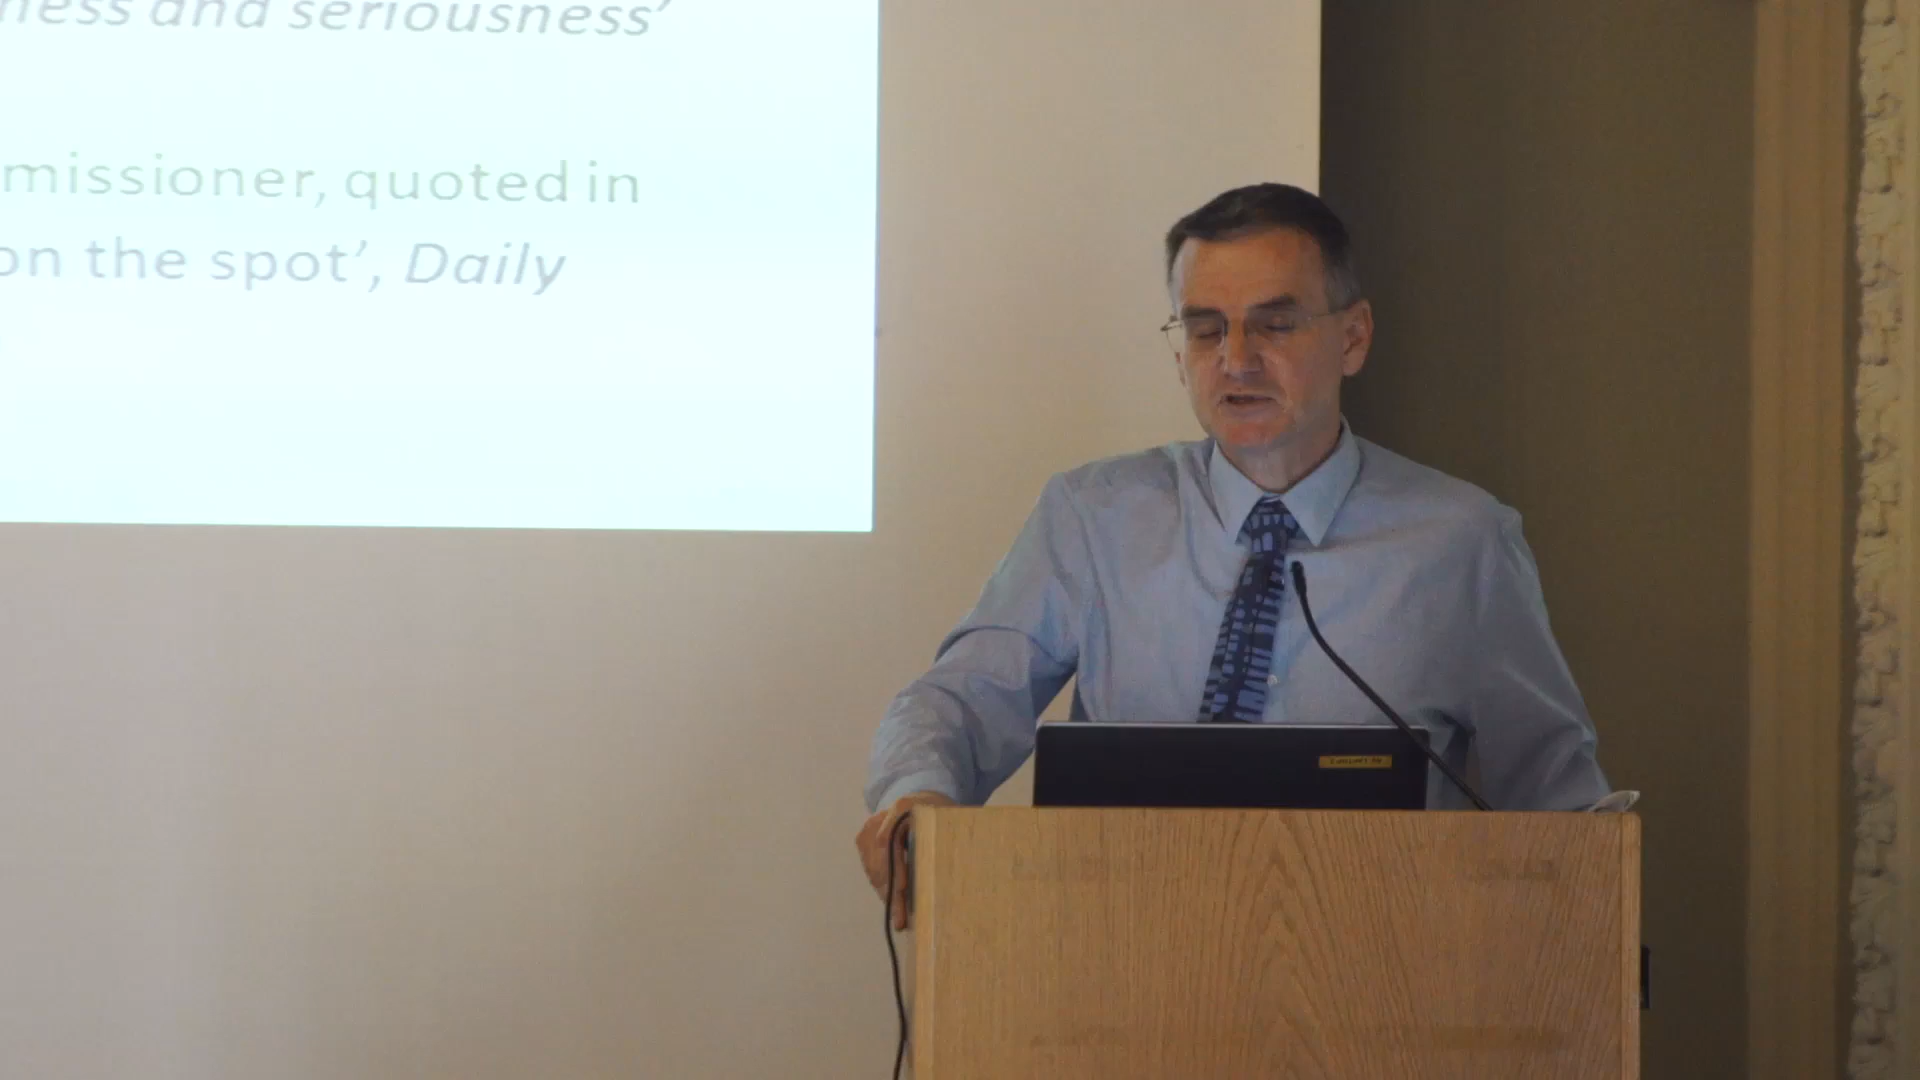 ness and seriousness’
missioner, quoted in
on the spot’, Daily